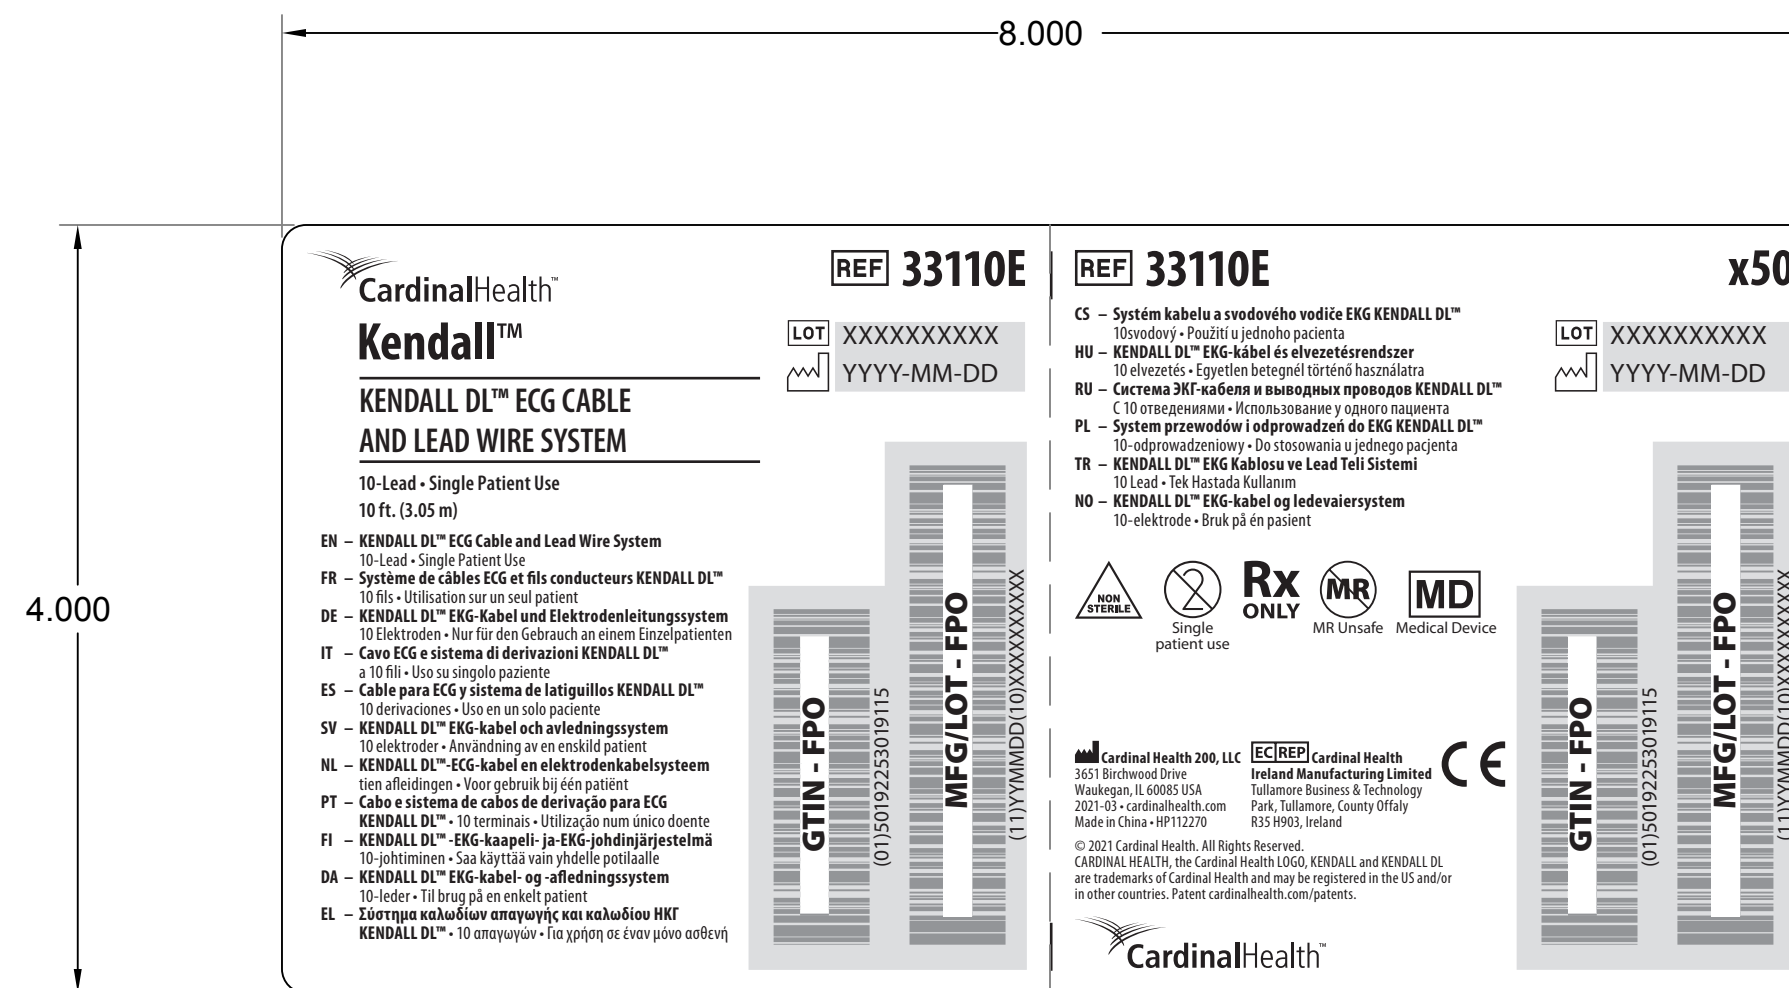 8.000
4.000
CardinalHealth™
Kendall™
KENDALL DL™ ECG CABLE
AND LEAD WIRE SYSTEM
10-Lead • Single Patient Use
10 ft. (3.05 m)
EN – KENDALL DL™ ECG Cable and Lead Wire System
10-Lead • Single Patient Use
FR – Système de câbles ECG et fils conducteurs KENDALL DL™
10 fils • Utilisation sur un seul patient
DE – KENDALL DL™ EKG-Kabel und Elektrodenleitungssystem
10 Elektroden • Nur für den Gebrauch an einem Einzelpatienten
IT – Cavo ECG e sistema di derivazioni KENDALL DL™
a 10 fili • Uso su singolo paziente
ES – Cable para ECG y sistema de latiguillos KENDALL DL™
10 derivaciones • Uso en un solo paciente
SV – KENDALL DL™ EKG-kabel och avledningssystem
10 elektroder • Användning av en enskild patient
NL – KENDALL DL™-ECG-kabel en elektrodenkabelsysteem
tien afleidingen • Voor gebruik bij één patiënt
PT – Cabo e sistema de cabos de derivação para ECG
KENDALL DL™ • 10 terminais • Utilização num único doente
FI – KENDALL DL™ -EKG-kaapeli- ja-EKG-johdinjärjestelmä
10-johtiminen • Saa käyttää vain yhdelle potilaalle
DA – KENDALL DL™ EKG-kabel- og -afledningssystem
10-leder • Til brug på en enkelt patient
EL – Σύστημα καλωδίων απαγωγής και καλωδίου ΗΚΓ
KENDALL DL™ • 10 απαγωγών • Για χρήση σε έναν μόνο ασθενή
REF 33110E
LOT XXXXXXXXXX
YYYY-MM-DD
GTIN - FPO
(01)50192253019115
MFG/LOT - FPO
(11)YYMMDD(10)XXXXXXXXXX
REF 33110E
x50
CS – Systém kabelu a svodového vodiče EKG KENDALL DL™
10svodový • Použití u jednoho pacienta
HU – KENDALL DL™ EKG-kábel és elvezetésrendszer
10 elvezetés • Egyetlen betegnél történő használatra
RU – Система ЭКГ-кабеля и выводных проводов KENDALL DL™
С 10 отведениями • Использование у одного пациента
PL – System przewodów i odprowadzeń do EKG KENDALL DL™
10-odprowadzeniowy • Do stosowania u jednego pacjenta
TR – KENDALL DL™ EKG Kablosu ve Lead Teli Sistemi
10 Lead • Tek Hastada Kullanım
NO – KENDALL DL™ EKG-kabel og ledevaiersystem
10-elektrode • Bruk på én pasient
LOT XXXXXXXXXX
YYYY-MM-DD
NON
STERILE
2
Single
patient use
Rx
ONLY
MR
MR Unsafe
MD
Medical Device
Cardinal Health 200, LLC
3651 Birchwood Drive
Waukegan, IL 60085 USA
2021-03 • cardinalhealth.com
Made in China • HP112270
EC REP Cardinal Health
Ireland Manufacturing Limited
Tullamore Business & Technology
Park, Tullamore, County Offaly
R35 H903, Ireland
CE
© 2021 Cardinal Health. All Rights Reserved.
CARDINAL HEALTH, the Cardinal Health LOGO, KENDALL and KENDALL DL
are trademarks of Cardinal Health and may be registered in the US and/or
in other countries. Patent cardinalhealth.com/patents.
CardinalHealth™
GTIN - FPO
(01)50192253019115
MFG/LOT - FPO